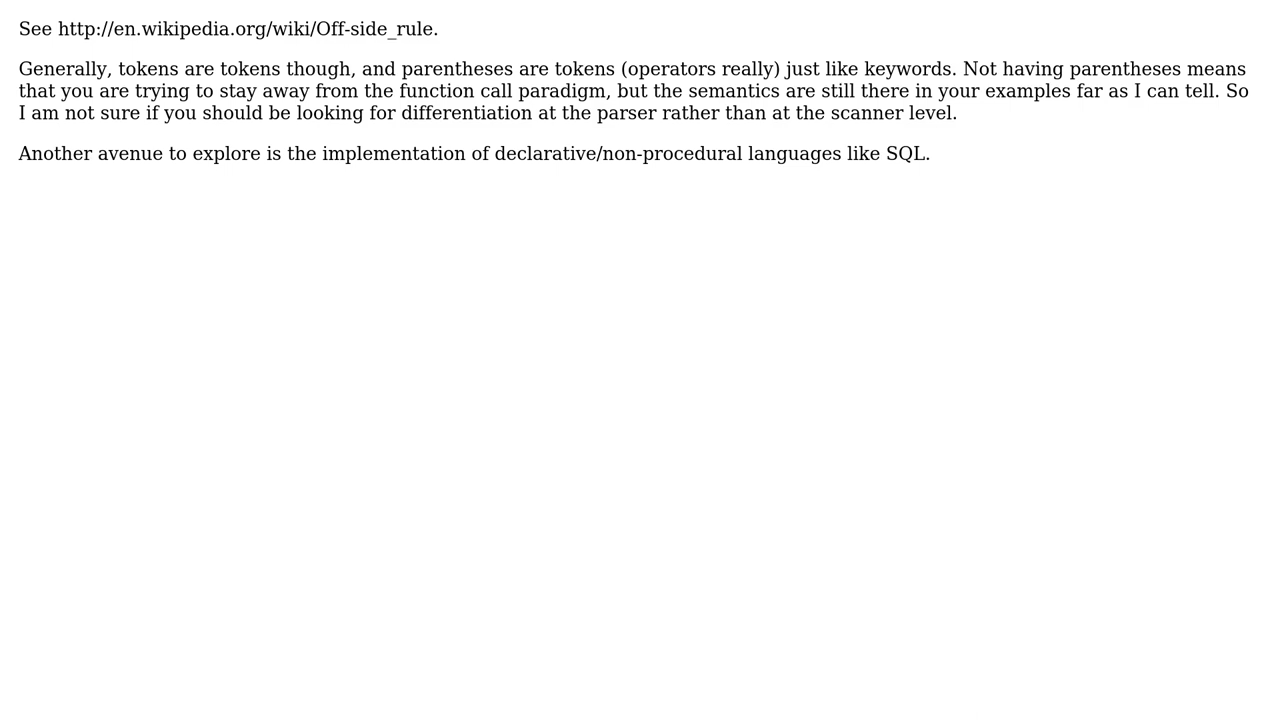 See http://en.wikipedia.org/wiki/Off-side_rule.
Generally, tokens are tokens though, and parentheses are tokens (operators really) just like keywords. Not having parentheses means
that you are trying to stay away from the function call paradigm, but the semantics are still there in your examples far as I can tell. So
I am not sure if you should be looking for differentiation at the parser rather than at the scanner level.
Another avenue to explore is the implementation of declarative/non-procedural languages like SQL.